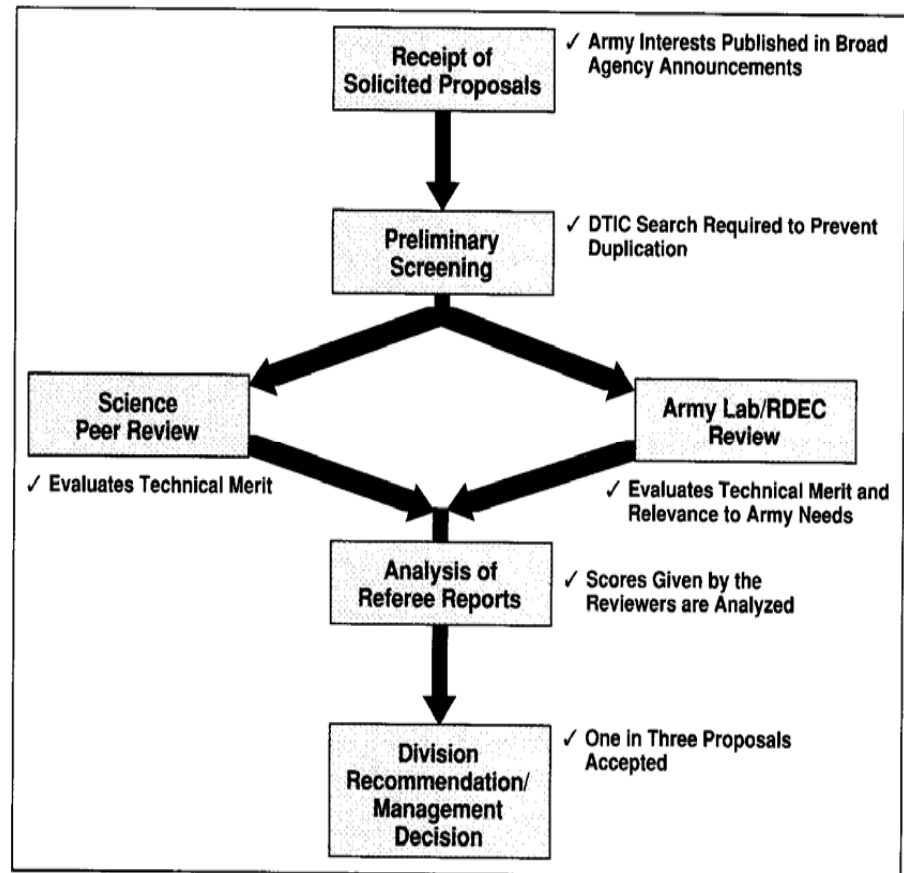 Receipt of
Solicited Proposals
✓ Army Interests Published in Broad
Agency Announcements
Preliminary
Screening
✓ DTIC Search Required to Prevent
Duplication
Science
Peer Review
✓ Evaluates Technical Merit
Army Lab/RDEC
Review
✓ Evaluates Technical Merit and
Relevance to Army Needs
Analysis of
Referee Reports
✓ Scores Given by the
Reviewers are Analyzed
Division
Recommendation/
Management
Decision
✓ One in Three Proposals
Accepted